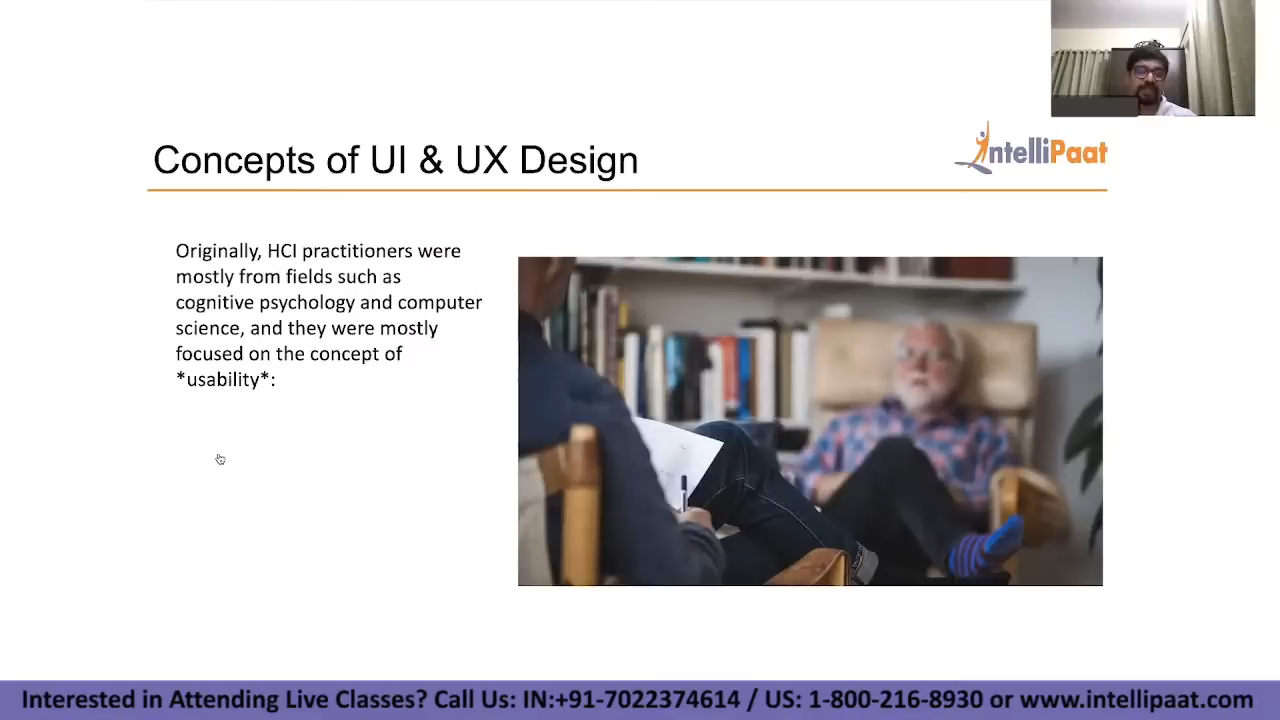 Concepts of UI & UX Design
IntelliPaat
Originally, HCI practitioners were
mostly from fields such as
cognitive psychology and computer
science, and they were mostly
focused on the concept of
*usability*:
Interested in Attending Live Classes? Call Us: IN:+91-7022374614 / US: 1-800-216-8930 or www.intellipaat.com